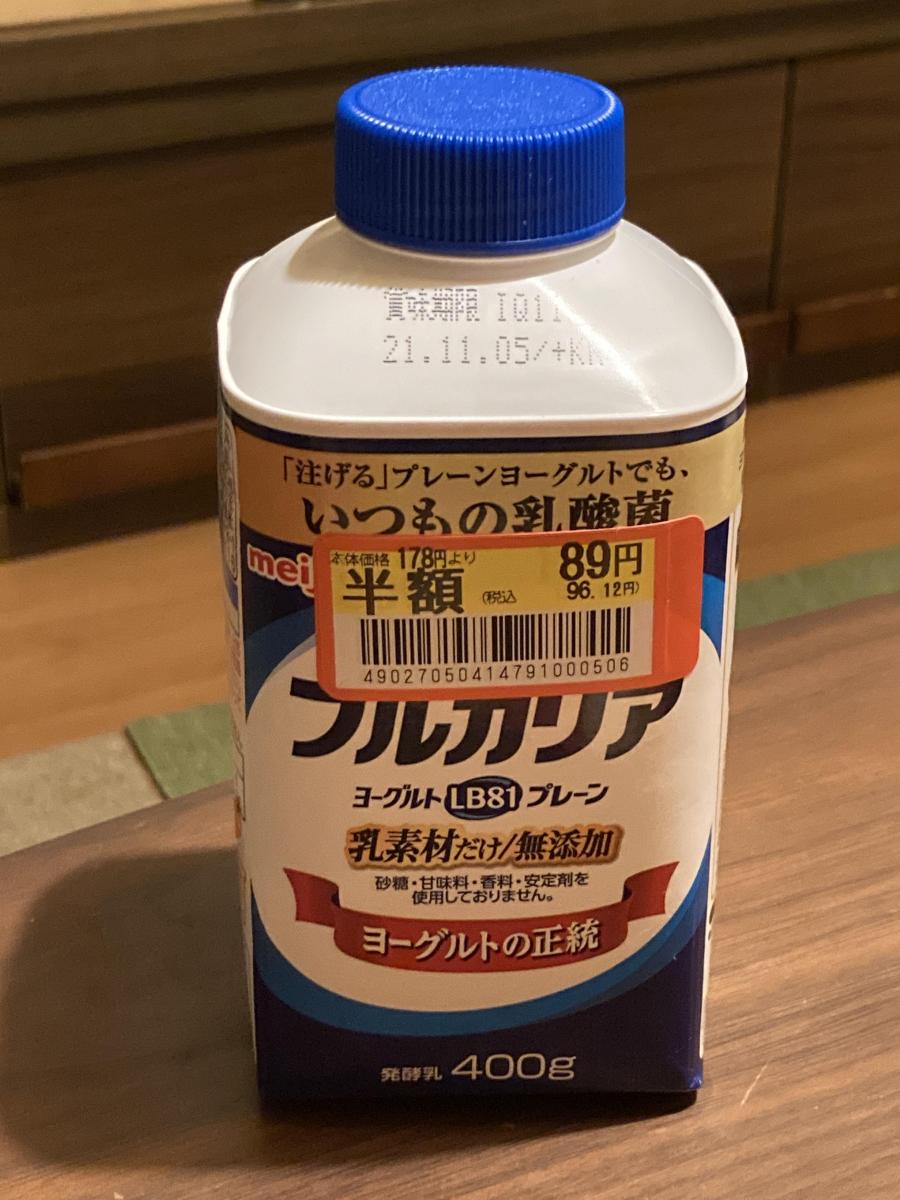 賞味期限 IQ11
21.11.05/+KK
「注げる」プレーンヨーグルトでも、
いつもの乳酸菌
meij
本体価格 178円より
半額
89円
(税込 96.12円)
490270504147910005​06
ブルガリア
ヨーグルト LB81 プレーン
乳素材だけ/無添加
砂糖・甘味料・香料・安定剤を
使用しておりません。
ヨーグルトの正統
発酵乳 400g